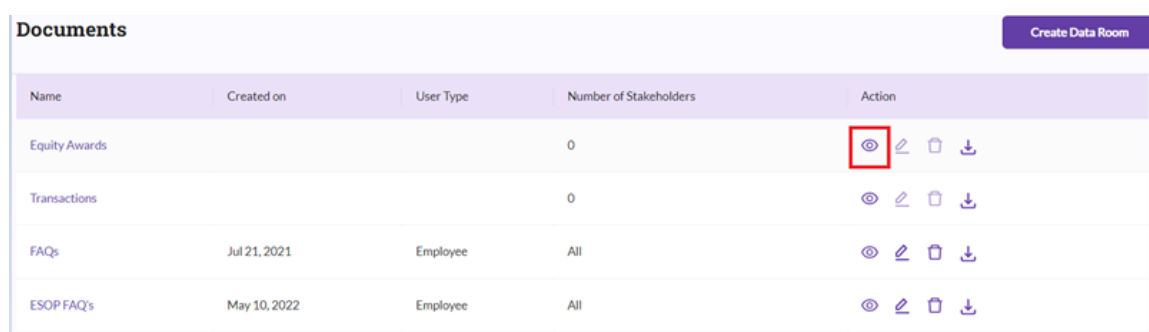 Documents
Create Data Room
Name Created on User Type Number of Stakeholders Action
Equity Awards 0
Transactions 0
FAQs Jul 21, 2021 Employee All
ESOP FAQ's May 10, 2022 Employee All